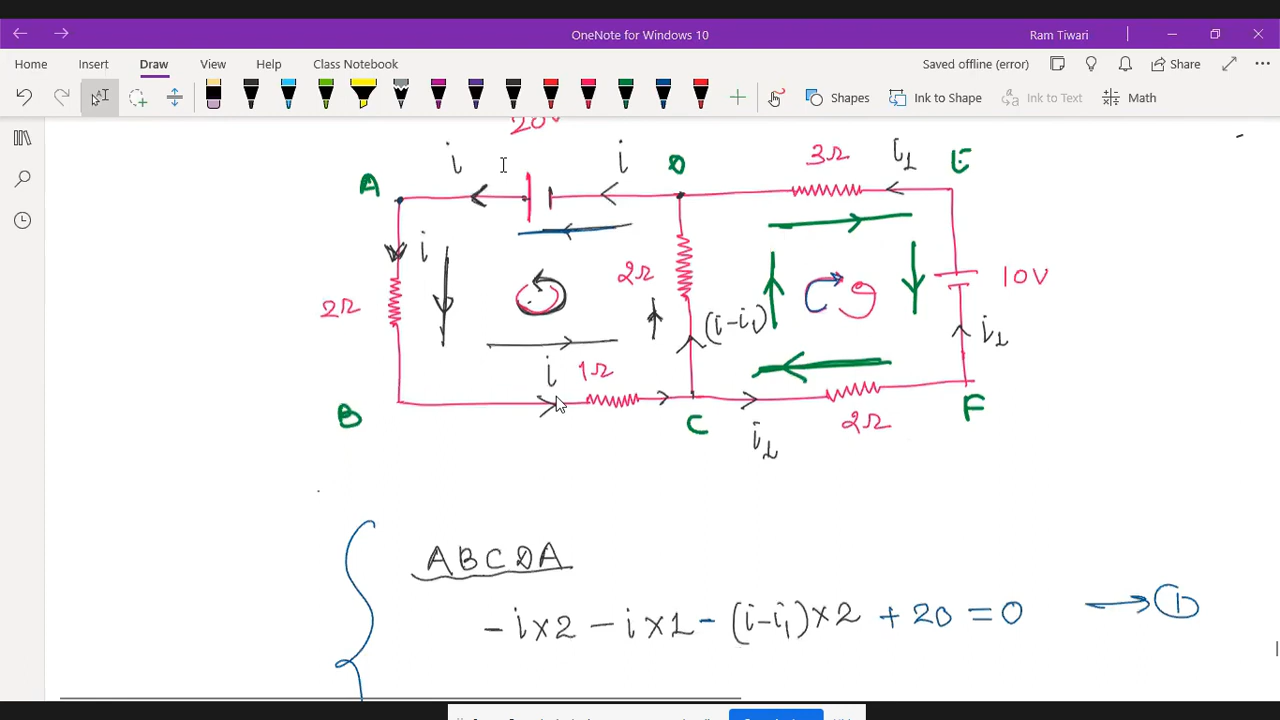 OneNote for Windows 10
Ram Tiwari
Home Insert Draw View Help Class Notebook
Saved offline (error)
Share
Shapes
Ink to Shape
Ink to Text
Math
20V
A
i
i
D
3Ω
i₁
E
i
2Ω
2Ω
(i-i₁)
10V
i₁
B
i
1Ω
C
i₁
2Ω
F
ABCDA
-i×2 -i×1 -(i-i₁)×2 +20 =0 → ①